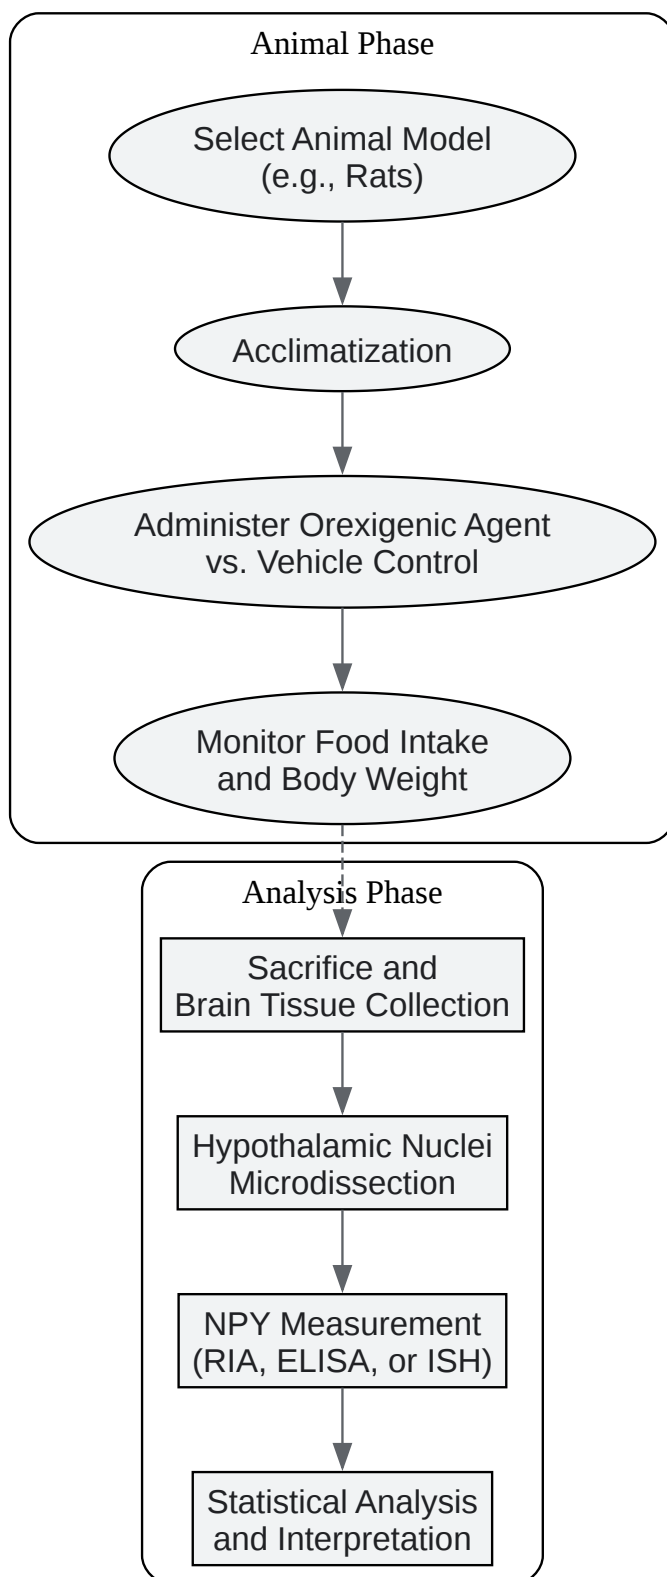 Animal Phase
Select Animal Model
(e.g., Rats)
Acclimatization
Administer Orexigenic Agent
vs. Vehicle Control
Monitor Food Intake
and Body Weight
Analysis Phase
Sacrifice and
Brain Tissue Collection
Hypothalamic Nuclei
Microdissection
NPY Measurement
(RIA, ELISA, or ISH)
Statistical Analysis
and Interpretation